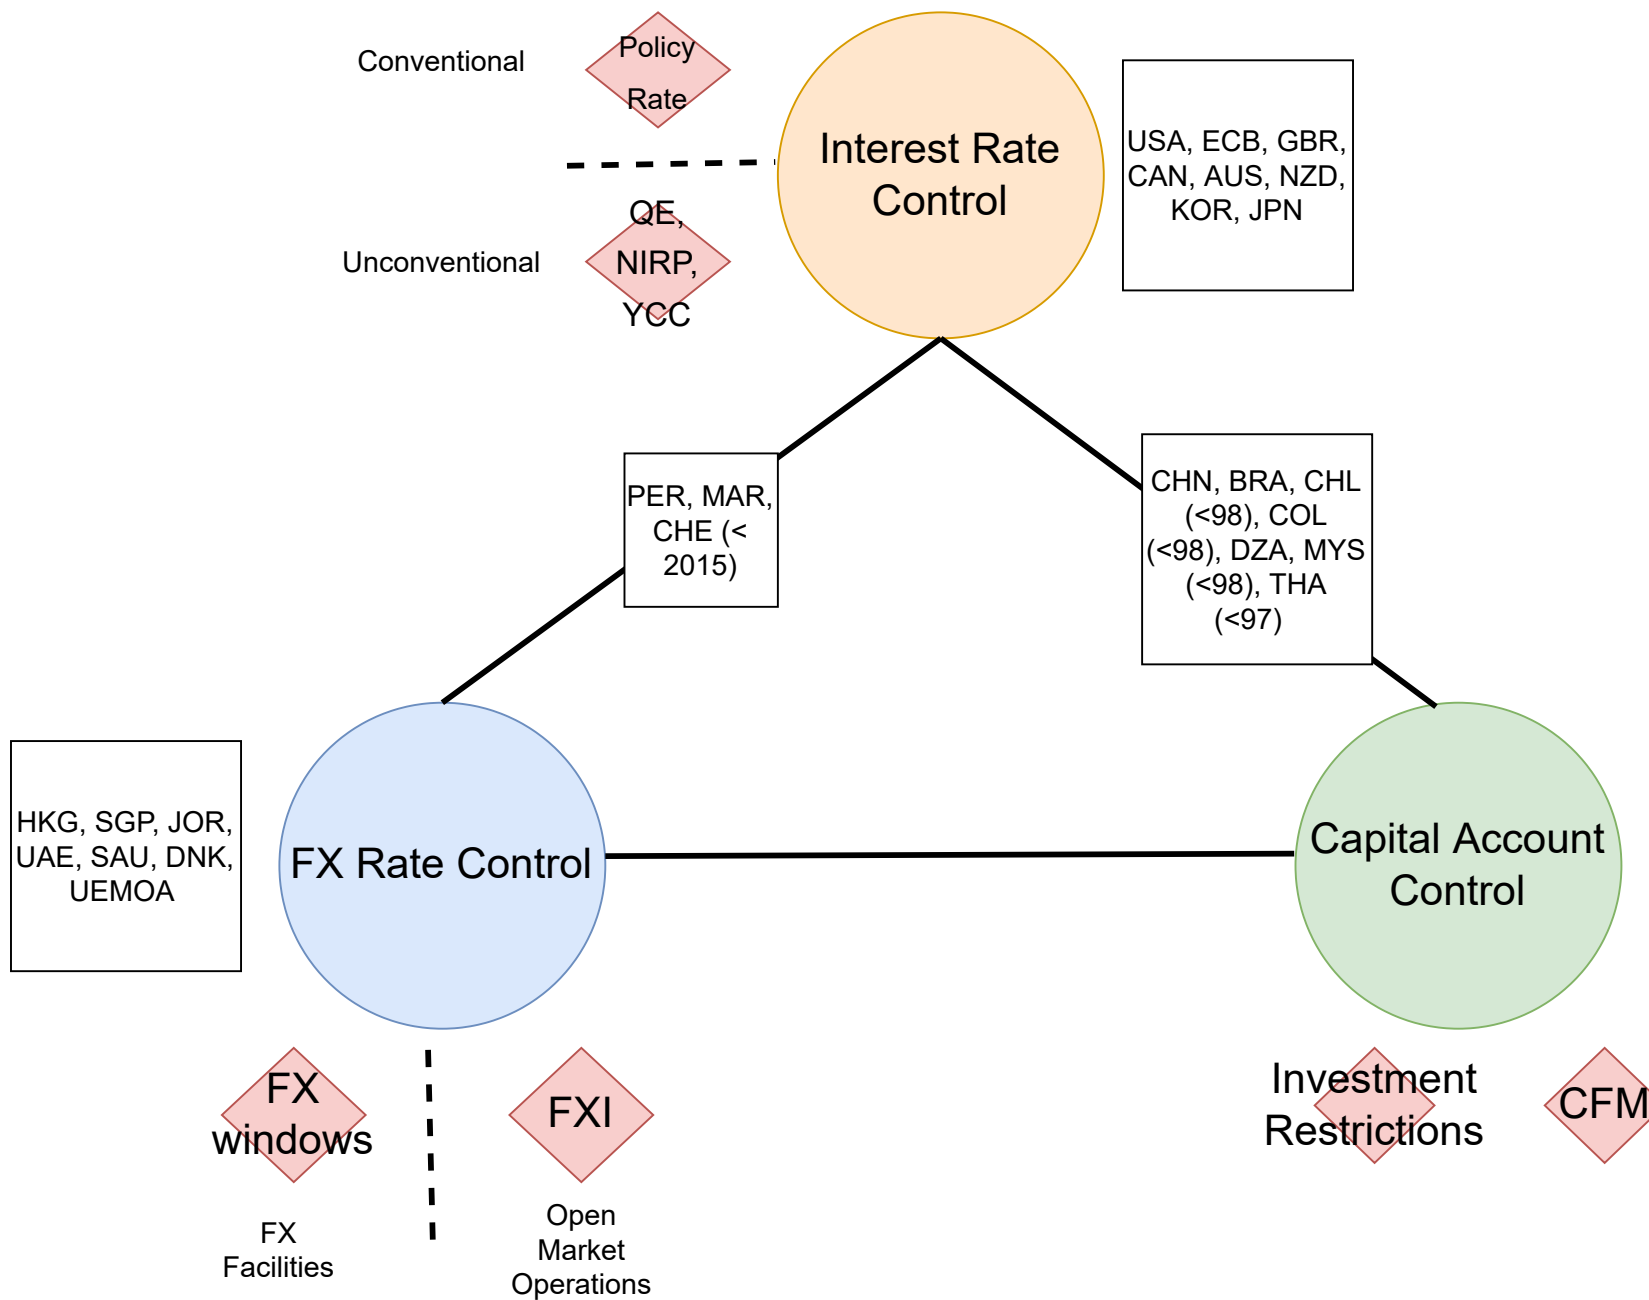 Conventional
Policy
Rate
Interest Rate
Control
USA, ECB, GBR,
CAN, AUS, NZD,
KOR, JPN
Unconventional
QE,
NIRP,
YCC
PER, MAR,
CHE (<
2015)
CHN, BRA, CHL
(<98), COL
(<98), DZA, MYS
(<98), THA
(<97)
HKG, SGP, JOR,
UAE, SAU, DNK,
UEMOA
FX Rate Control
Capital Account
Control
FX
windows
FXI
Investment
Restrictions
CFM
FX
Facilities
Open
Market
Operations